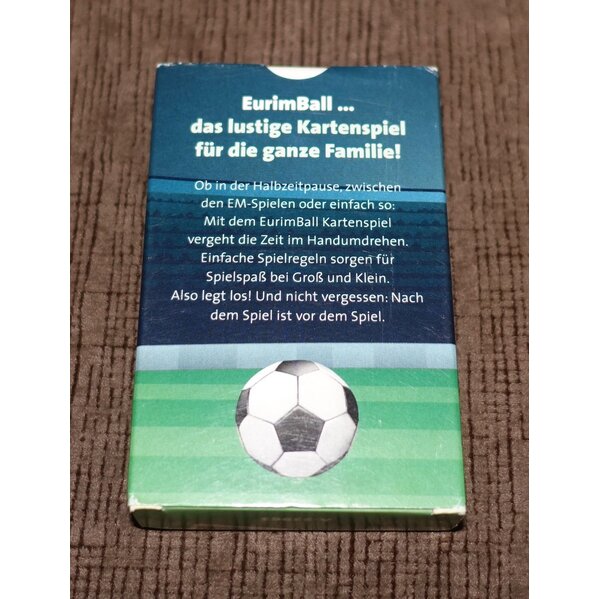 EurimBall ...
das lustige Kartenspiel
für die ganze Familie!
Ob in der Halbzeitpause, zwischen
den EM-Spielen oder einfach so:
Mit dem EurimBall Kartenspiel
vergeht die Zeit im Handumdrehen.
Einfache Spielregeln sorgen für
Spielspaß bei Groß und Klein.
Also legt los! Und nicht vergessen: Nach
dem Spiel ist vor dem Spiel.